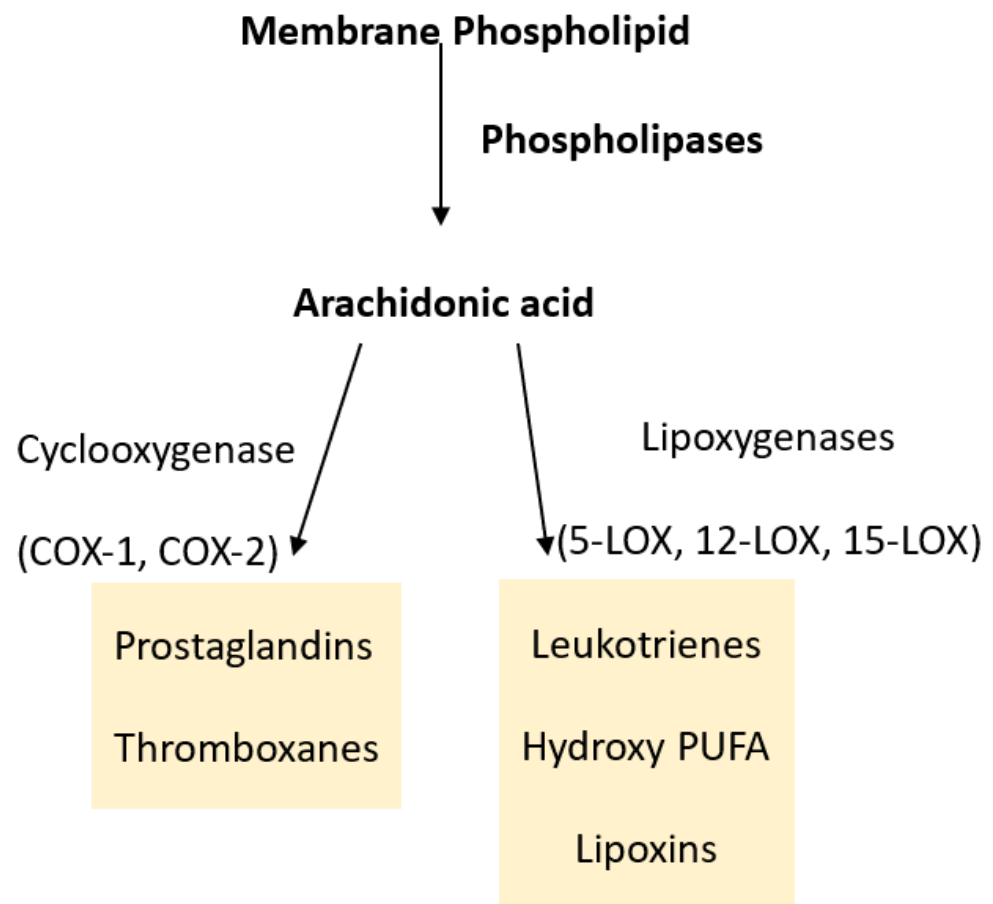 Membrane Phospholipid
Phospholipases
Arachidonic acid
Cyclooxygenase
(COX-1, COX-2)
Lipoxygenases
(5-LOX, 12-LOX, 15-LOX)
Prostaglandins
Thromboxanes
Leukotrienes
Hydroxy PUFA
Lipoxins